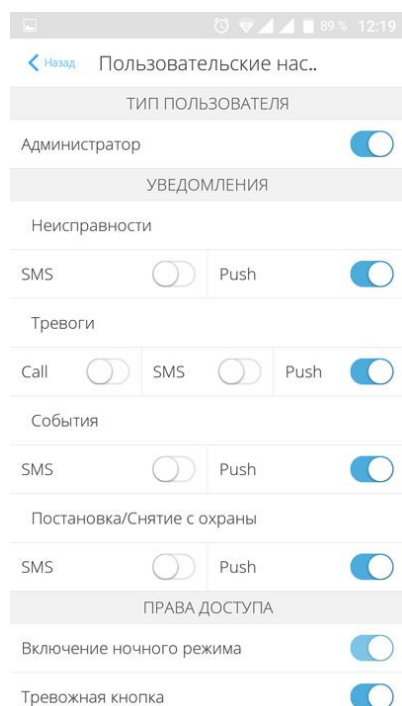 89 % 12:19
Назад Пользовательские нас..
ТИП ПОЛЬЗОВАТЕЛЯ
Администратор
УВЕДОМЛЕНИЯ
Неисправности
SMS Push
Тревоги
Call SMS Push
События
SMS Push
Постановка/Снятие с охраны
SMS Push
ПРАВА ДОСТУПА
Включение ночного режима
Тревожная кнопка